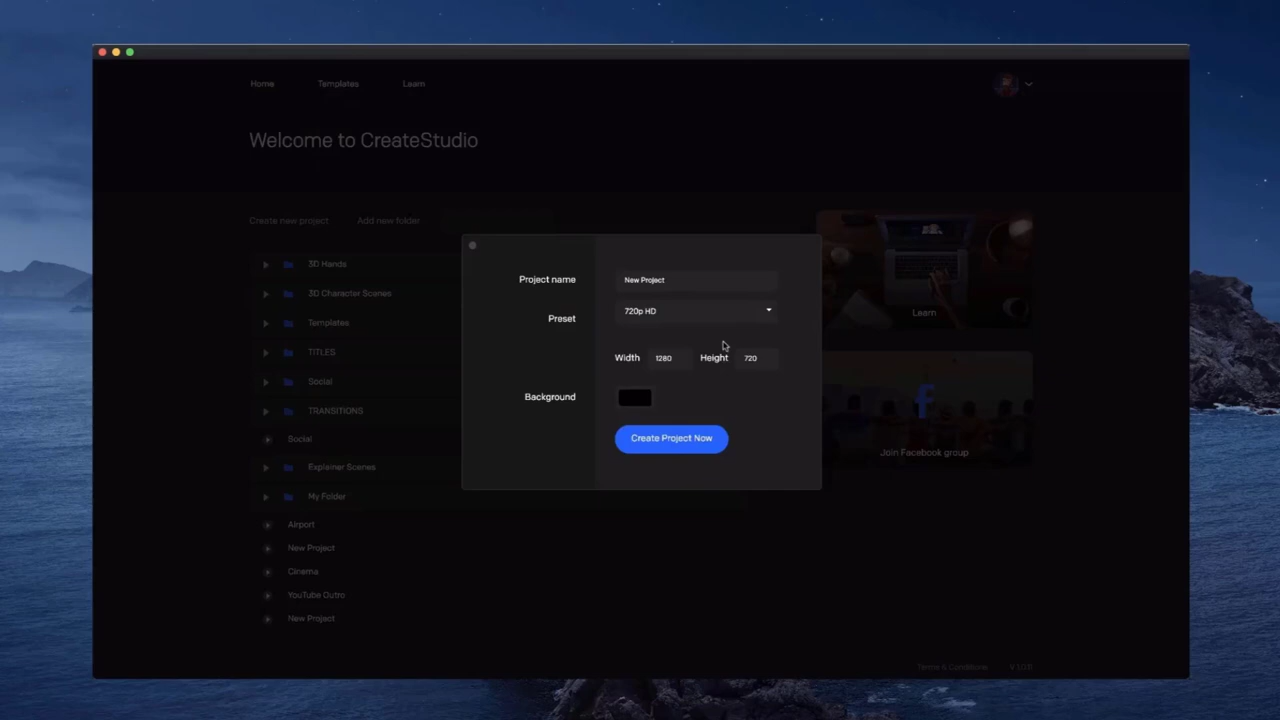 Home Templates Learn
Welcome to CreateStudio
Create new project Add new folder
3D Hands
3D Character Scenes
Templates
TITLES
Social
TRANSITIONS
Social
Explainer Scenes
My Folder
Airport
New Project
Cinema
YouTube Outro
New Project
Project name New Project
Preset 720p HD
Width 1280 Height 720
Background
Create Project Now
Learn
Join Facebook group
Terms & Conditions